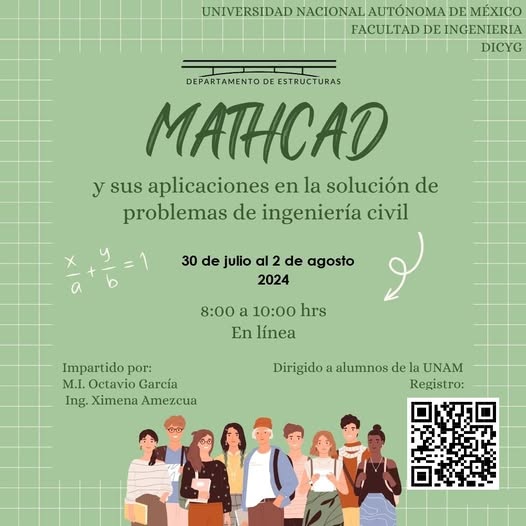 UNIVERSIDAD NACIONAL AUTÓNOMA DE MÉXICO
FACULTAD DE INGENIERIA
DICYG
DEPARTAMENTO DE ESTRUCTURAS
MATHCAD
y sus aplicaciones en la solución de
problemas de ingeniería civil
x/a + y/b = 1
30 de julio al 2 de agosto
2024
8:00 a 10:00 hrs
En línea
Impartido por:
M.I. Octavio García
Ing. Ximena Amezcua
Dirigido a alumnos de la UNAM
Registro: